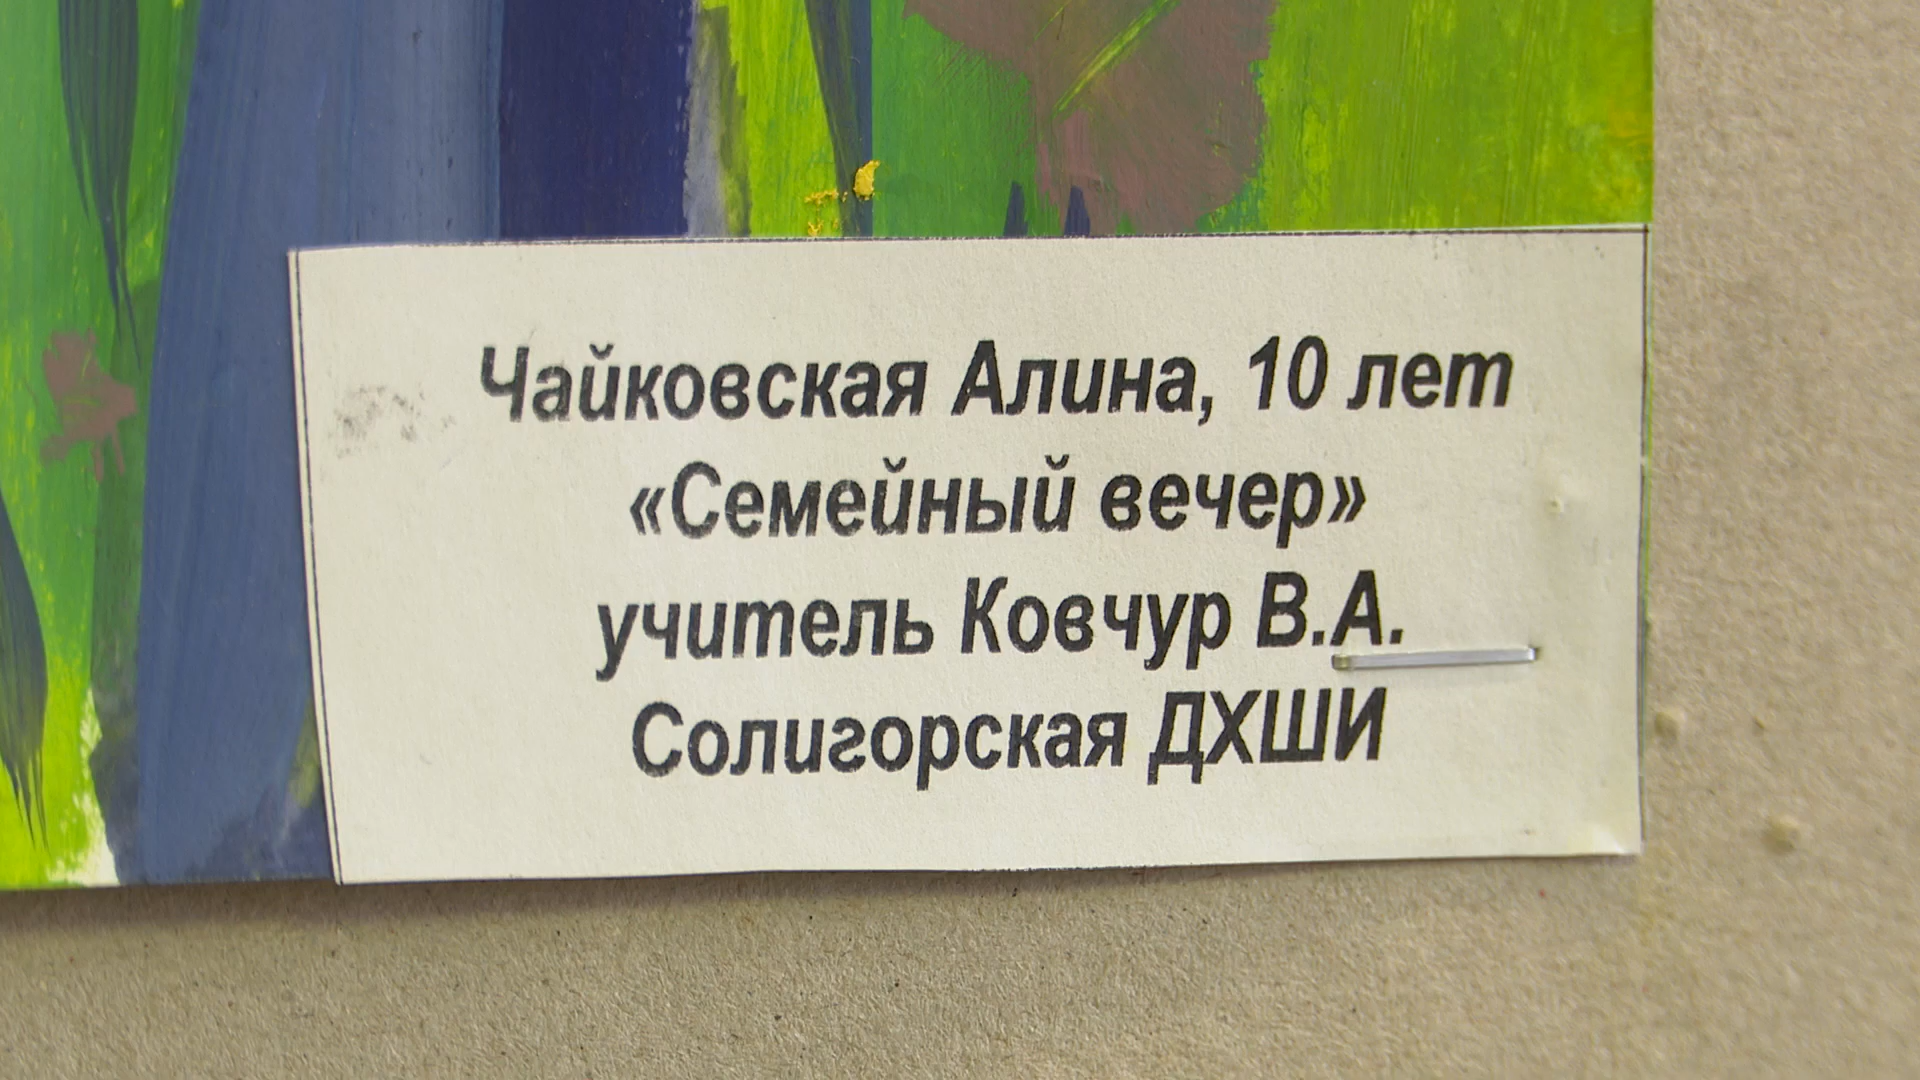 Чайковская Алина, 10 лет
«Семейный вечер»
учитель Ковчур В.А.
Солигорская ДХШИ